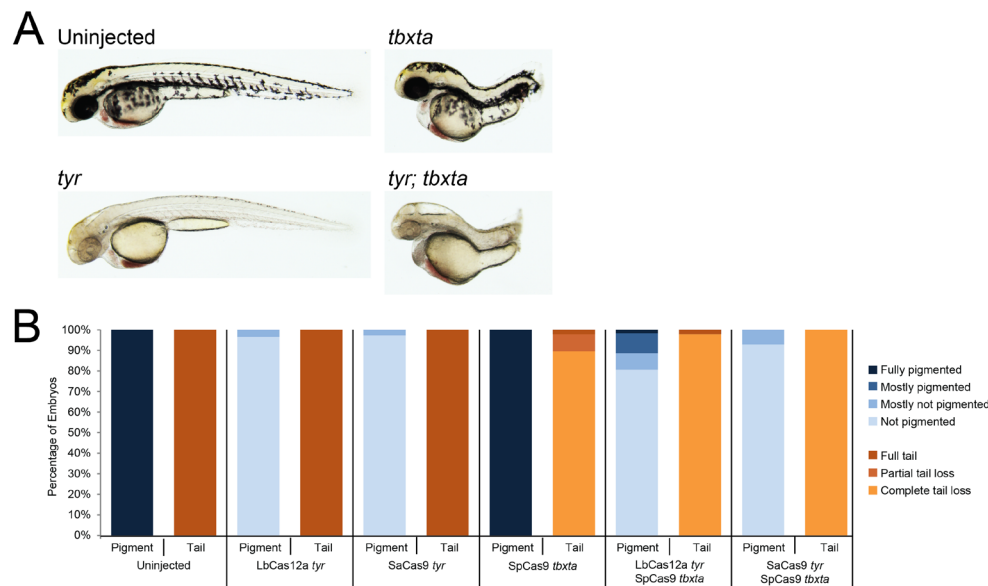 A
Uninjected
tbxta
tyr
tyr; tbxta
B
100%
90%
80%
70%
60%
50%
40%
30%
20%
10%
0%
Percentage of Embryos
Fully pigmented
Mostly pigmented
Mostly not pigmented
Not pigmented
Full tail
Partial tail loss
Complete tail loss
Pigment Tail Pigment Tail Pigment Tail Pigment Tail Pigment Tail Pigment Tail
Uninjected LbCas12a tyr SaCas9 tyr SpCas9 tbxta LbCas12a tyr SaCas9 tyr
SpCas9 tbxta SpCas9 tbxta